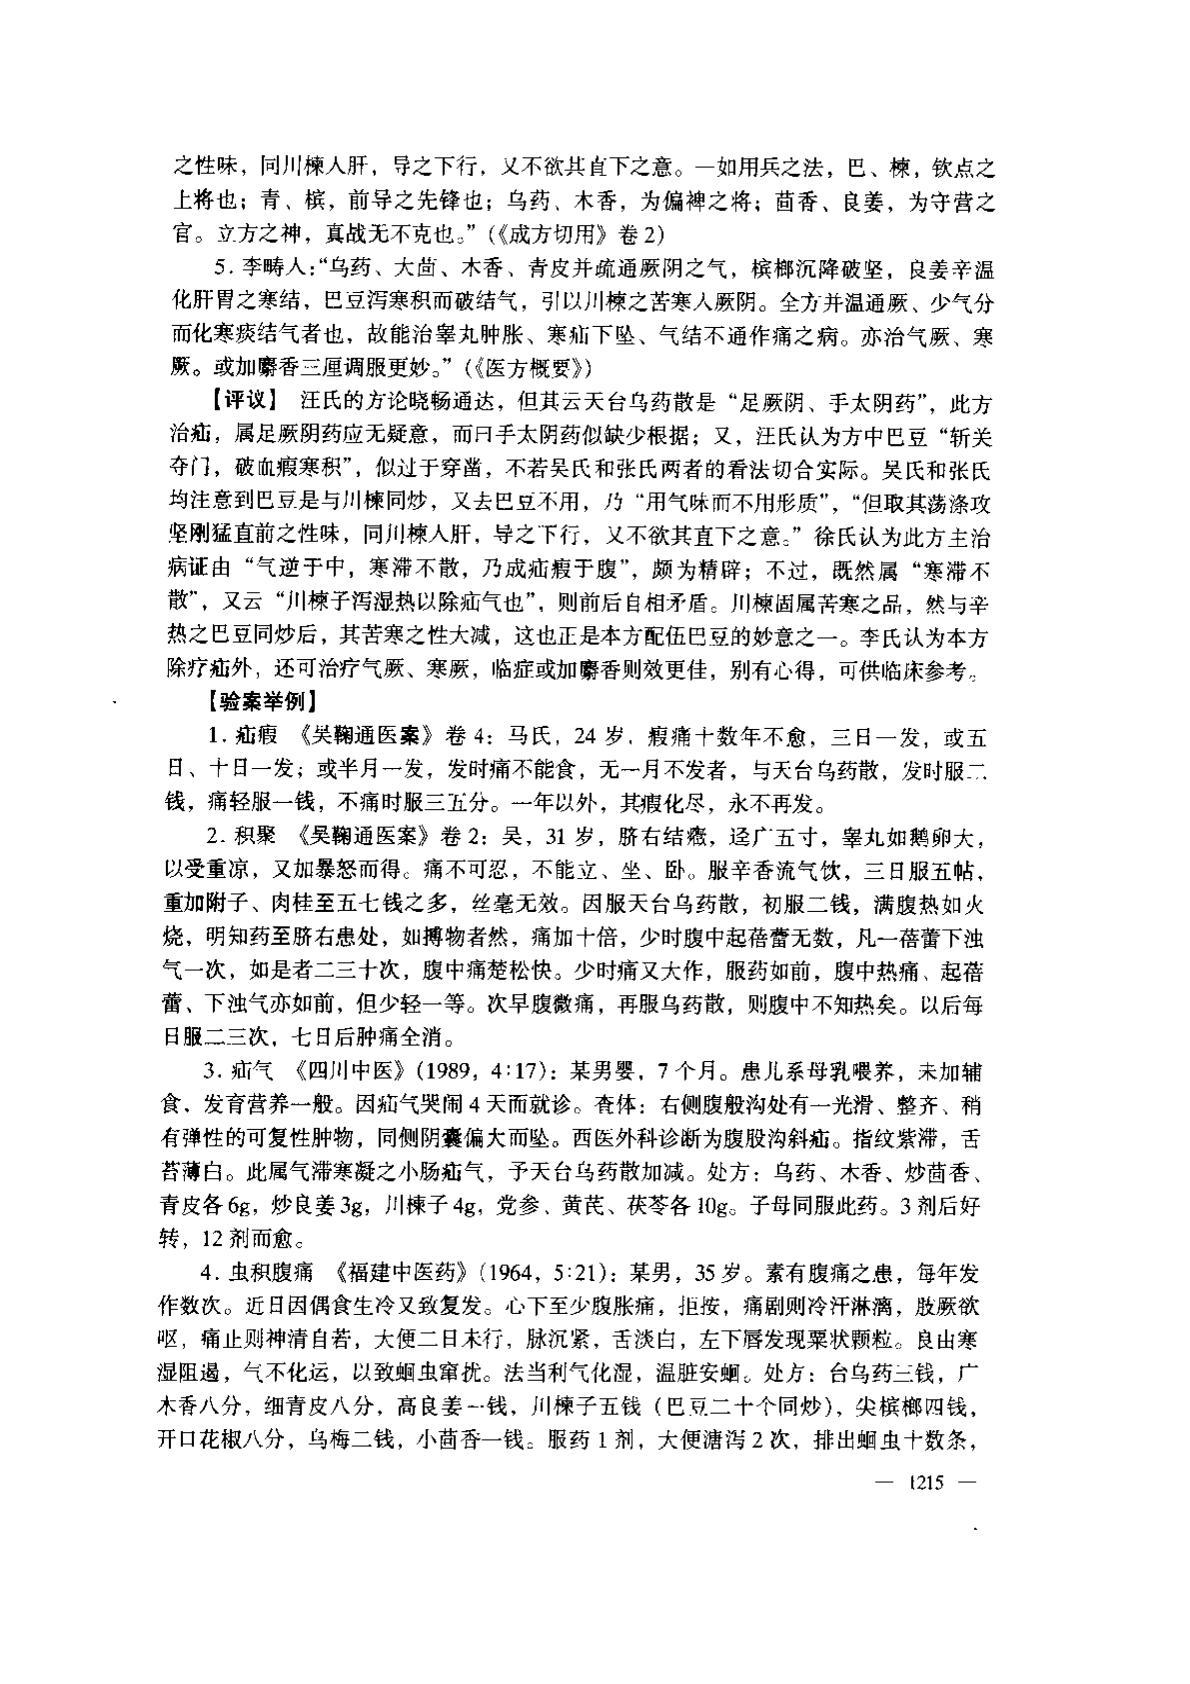 之性味，同川楝人肝，导之下行，又不欲其直下之意。一如用兵之法，巴、楝，钦点之
上将也；青、槟，前导之先锋也；乌药、木香，为偏裨之将；茴香、良姜，为守营之
官。立方之神，真战无不克也。”(《成方切用》卷2)
5. 李畴人：“乌药、大茴、木香、青皮并疏通厥阴之气，槟榔沉降破坚，良姜辛温
化肝胃之寒结，巴豆泻寒积而破结气，引以川楝之苦寒人厥阴。全方并温通厥、少气分
而化寒痰结气者也，故能治睾丸肿胀、寒疝下坠、气结不通作痛之病。亦治气厥、寒
厥。或加麝香三厘调服更妙。”(《医方概要》)
【评议】 汪氏的方论晓畅通达，但其云天台乌药散是“足厥阴、手太阴药”，此方
治疝，属足厥阴药应无疑意，而曰手太阴药似缺少根据；又，汪氏认为方中巴豆“斩关
夺门，破血瘕寒积”，似过于穿凿，不若吴氏和张氏两者的看法切合实际。吴氏和张氏
均注意到巴豆是与川楝同炒，又去巴豆不用，乃“用气味而不用形质”，“但取其荡涤攻
坚刚猛直前之性味，同川楝人肝，导之下行，又不欲其直下之意。”徐氏认为此方主治
病证由“气逆于中，寒滞不散，乃成疝瘕于腹”，颇为精辟；不过，既然属“寒滞不
散”，又云“川楝子泻湿热以除疝气也”，则前后自相矛盾。川楝固属苦寒之品，然与辛
热之巴豆同炒后，其苦寒之性大减，这也正是本方配伍巴豆的妙意之一。李氏认为本方
除疗疝外，还可治疗气厥、寒厥，临症或加麝香则效更佳，别有心得，可供临床参考。
【验案举例】
1. 疝瘕 《吴鞠通医案》卷4：马氏，24岁，瘕痛十数年不愈，三日一发，或五
日、十日一发；或半月一发，发时痛不能食，无一月不发者，与天台乌药散，发时服二
钱，痛轻服一钱，不痛时服三五分。一年以外，其瘕化尽，永不再发。
2. 积聚 《吴鞠通医案》卷2：吴，31岁，脐右结癥，迳广五寸，睾丸如鹅卵大，
以受重凉，又加暴怒而得。痛不可忍，不能立、坐、卧。服辛香流气饮，三日服五帖，
重加附子、肉桂至五七钱之多，丝毫无效。因服天台乌药散，初服二钱，满腹热如火
烧，明知药至脐右患处，如搏物者然，痛加十倍，少时腹中起蓓蕾无数，凡一蓓蕾下浊
气一次，如是者二三十次，腹中痛楚松快。少时痛又大作，服药如前，腹中热痛、起蓓
蕾、下浊气亦如前，但少轻一等。次早腹微痛，再服乌药散，则腹中不知热矣。以后每
日服二三次，七日后肿痛全消。
3. 疝气 《四川中医》(1989，4:17)：某男婴，7个月。患儿系母乳喂养，未加辅
食，发育营养一般。因疝气哭闹4天而就诊。查体：右侧腹般沟处有一光滑、整齐、稍
有弹性的可复性肿物，同侧阴囊偏大而坠。西医外科诊断为腹股沟斜疝。指纹紫滞，舌
苔薄白。此属气滞寒凝之小肠疝气，予天台乌药散加减。处方：乌药、木香、炒茴香、
青皮各6g，炒良姜3g，川楝子4g，党参、黄芪、茯苓各10g。子母同服此药。3剂后好
转，12剂而愈。
4. 虫积腹痛 《福建中医药》(1964，5:21)：某男，35岁。素有腹痛之患，每年发
作数次。近日因偶食生冷又致复发。心下至少腹胀痛，拒按，痛剧则冷汗淋漓，肢厥欲
呕，痛止则神清自若，大便二日未行，脉沉紧，舌淡白，左下唇发现粟状颗粒。良由寒
湿阻遏，气不化运，以致蛔虫窜扰。法当利气化湿，温脏安蛔。处方：台乌药三钱，广
木香八分，细青皮八分，高良姜一钱，川楝子五钱（巴豆二十个同炒），尖槟榔四钱，
开口花椒八分，乌梅二钱，小茴香一钱。服药1剂，大便溏泻2次，排出蛔虫十数条，
— 1215 —